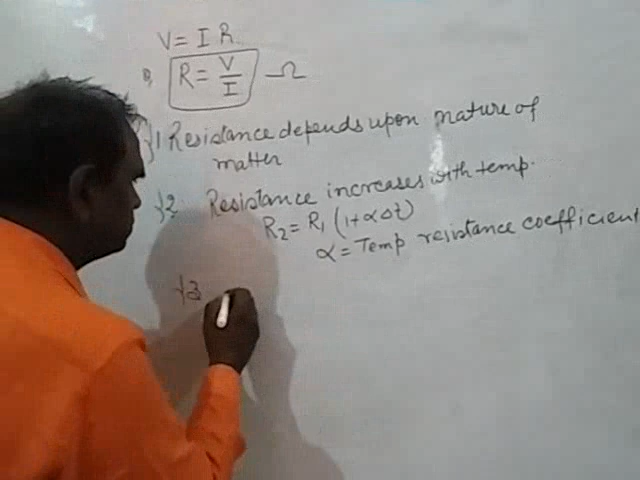 V = I R
R = V/I Ω
1 Resistance depends upon nature of
matter
2 Resistance increases with temp.
R₂ = R₁ (1+αΔt)
α = Temp resistance coefficient
3